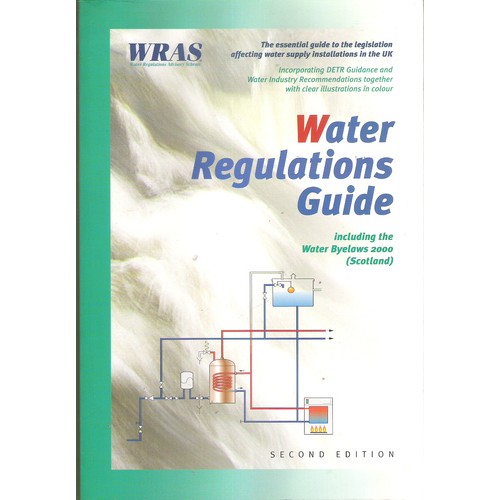 WRAS
Water Regulations Advisory Scheme
The essential guide to the legislation
affecting water supply installations in the UK
Incorporating DETR Guidance and
Water Industry Recommendations together
with clear illustrations in colour
Water
Regulations
Guide
including the
Water Byelaws 2000
(Scotland)
SECOND EDITION